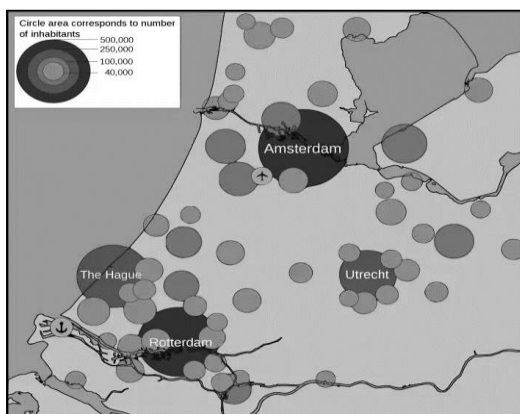 Circle area corresponds to number
of inhabitants
500,000
250,000
100,000
40,000
Amsterdam
The Hague
Utrecht
Rotterdam